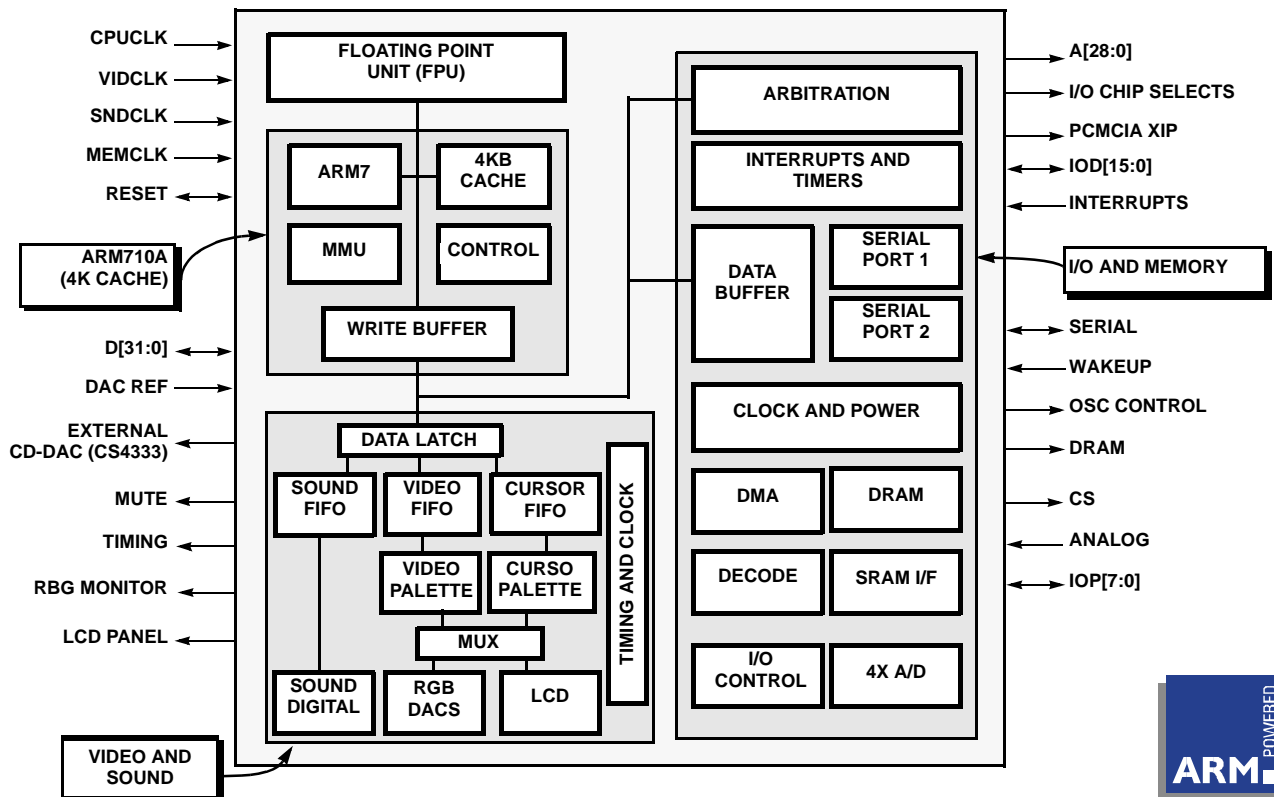 CPUCLK
VIDCLK
SNDCLK
MEMCLK
RESET
ARM710A
(4K CACHE)
D[31:0]
DAC REF
EXTERNAL
CD-DAC (CS4333)
MUTE
TIMING
RBG MONITOR
LCD PANEL
VIDEO AND
SOUND
FLOATING POINT
UNIT (FPU)
ARM7
4KB
CACHE
MMU
CONTROL
WRITE BUFFER
DATA LATCH
SOUND
FIFO
VIDEO
FIFO
CURSOR
FIFO
VIDEO
PALETTE
CURSO
PALETTE
MUX
SOUND
DIGITAL
RGB
DACS
LCD
TIMING AND CLOCK
ARBITRATION
INTERRUPTS AND
TIMERS
DATA
BUFFER
SERIAL
PORT 1
SERIAL
PORT 2
CLOCK AND POWER
DMA
DRAM
DECODE
SRAM I/F
I/O
CONTROL
4X A/D
A[28:0]
I/O CHIP SELECTS
PCMCIA XIP
IOD[15:0]
INTERRUPTS
I/O AND MEMORY
SERIAL
WAKEUP
OSC CONTROL
DRAM
CS
ANALOG
IOP[7:0]
ARM
POWERED